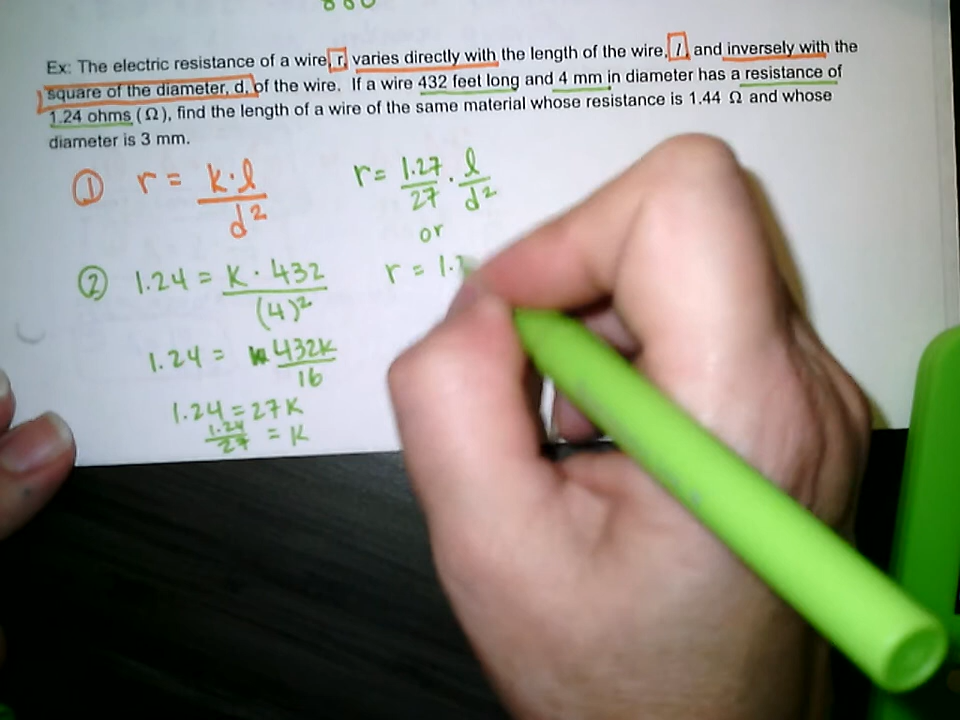 Ex: The electric resistance of a wire, r, varies directly with the length of the wire, l, and inversely with the
square of the diameter, d, of the wire. If a wire 432 feet long and 4 mm in diameter has a resistance of
1.24 ohms (Ω), find the length of a wire of the same material whose resistance is 1.44 Ω and whose
diameter is 3 mm.
① r = k·l / d²
② 1.24 = K · 432 / (4)²
1.24 = 432K / 16
1.24 = 27K
1.24 / 27 = K
r = 1.27 / 27 · l / d²
or
r = 1.2